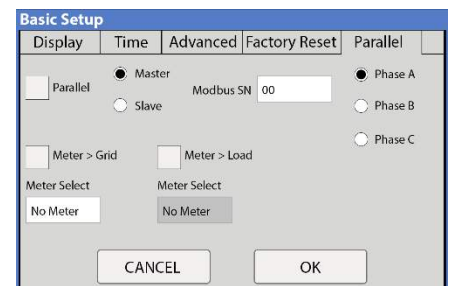 Basic Setup
Display Time Advanced Factory Reset Parallel
Parallel
Master
Slave
Modbus SN 00
Phase A
Phase B
Phase C
Meter > Grid
Meter > Load
Meter Select
Meter Select
No Meter
No Meter
CANCEL
OK